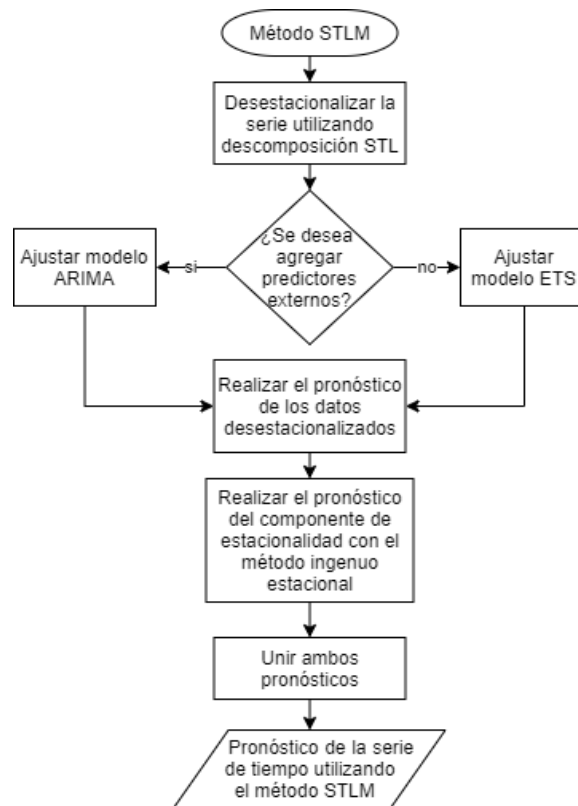 Método STLM
Desestacionalizar la
serie utilizando
descomposición STL
¿Se desea
agregar
predictores
externos?
si
no
Ajustar modelo
ARIMA
Ajustar
modelo ETS
Realizar el pronóstico
de los datos
desestacionalizados
Realizar el pronóstico
del componente de
estacionalidad con el
método ingenuo
estacional
Unir ambos
pronósticos
Pronóstico de la serie
de tiempo utilizando
el método STLM